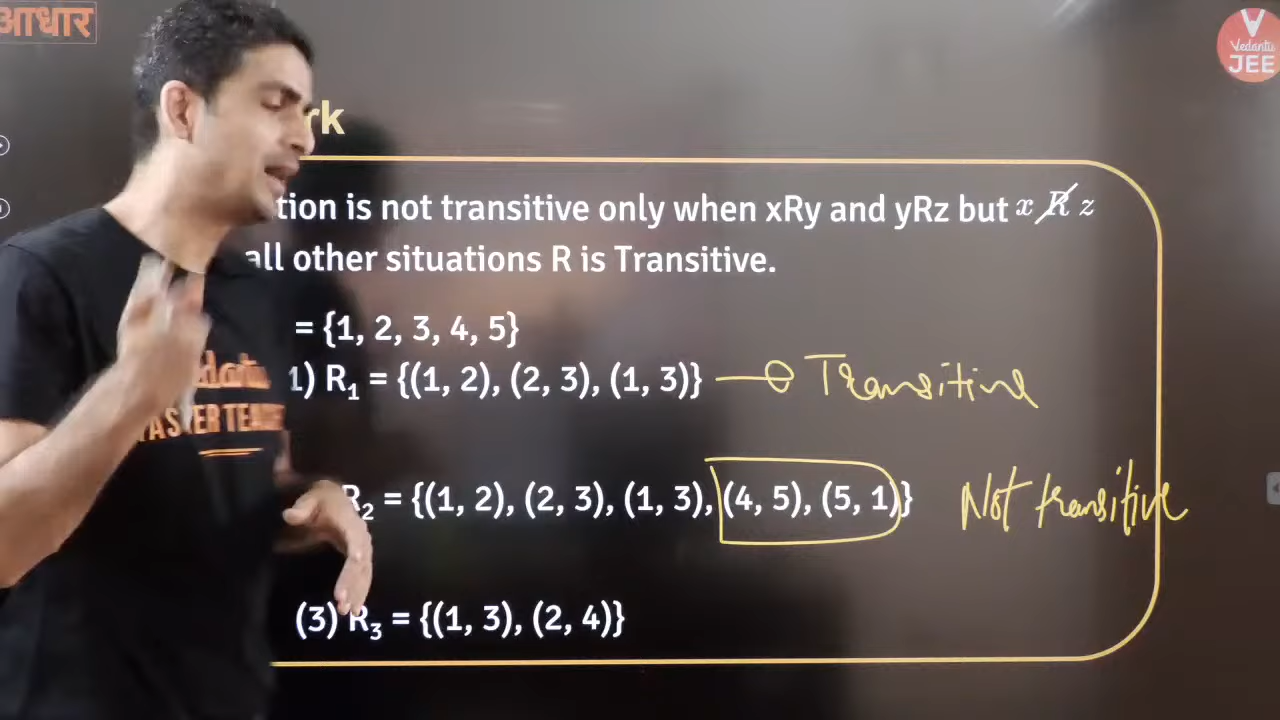 आधार
Vedantu
JEE
rk
tion is not transitive only when xRy and yRz but x R̸ z
all other situations R is Transitive.
= {1, 2, 3, 4, 5}
1) R₁ = {(1, 2), (2, 3), (1, 3)} Transitive
R₂ = {(1, 2), (2, 3), (1, 3), (4, 5), (5, 1)} Not transitive
(3) R₃ = {(1, 3), (2, 4)}
MASTER TEACHER